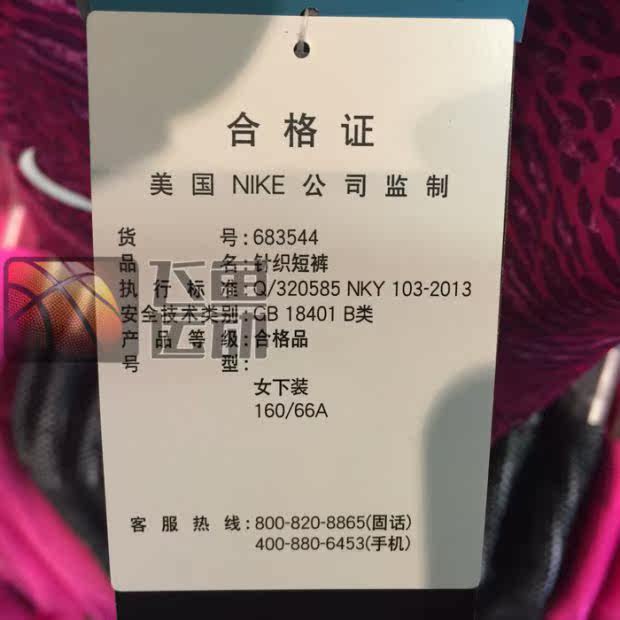 合格证
美国 NIKE 公司监制
货号:683544
品名:针织短裤
执行标准:Q/320585 NKY 103-2013
安全技术类别:GB 18401 B类
产品等级:合格品
号型:
女下装
160/66A
客服热线:800-820-8865(固话)
400-880-6453(手机)